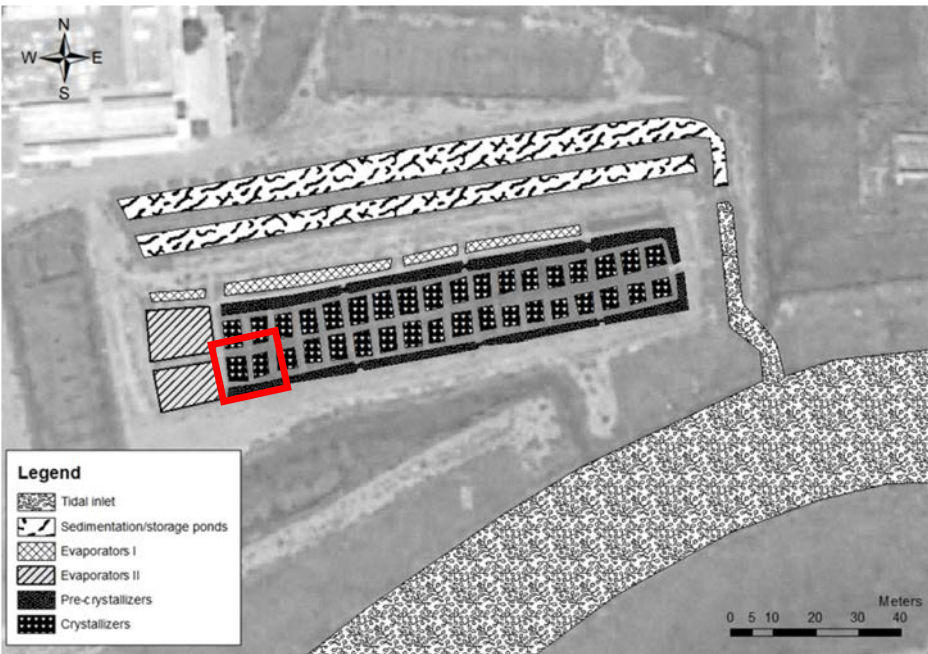 N
W E
S
Legend
Tidal inlet
Sedimentation/storage ponds
Evaporators I
Evaporators II
Pre-crystallizers
Crystallizers
Meters
0 5 10 20 30 40